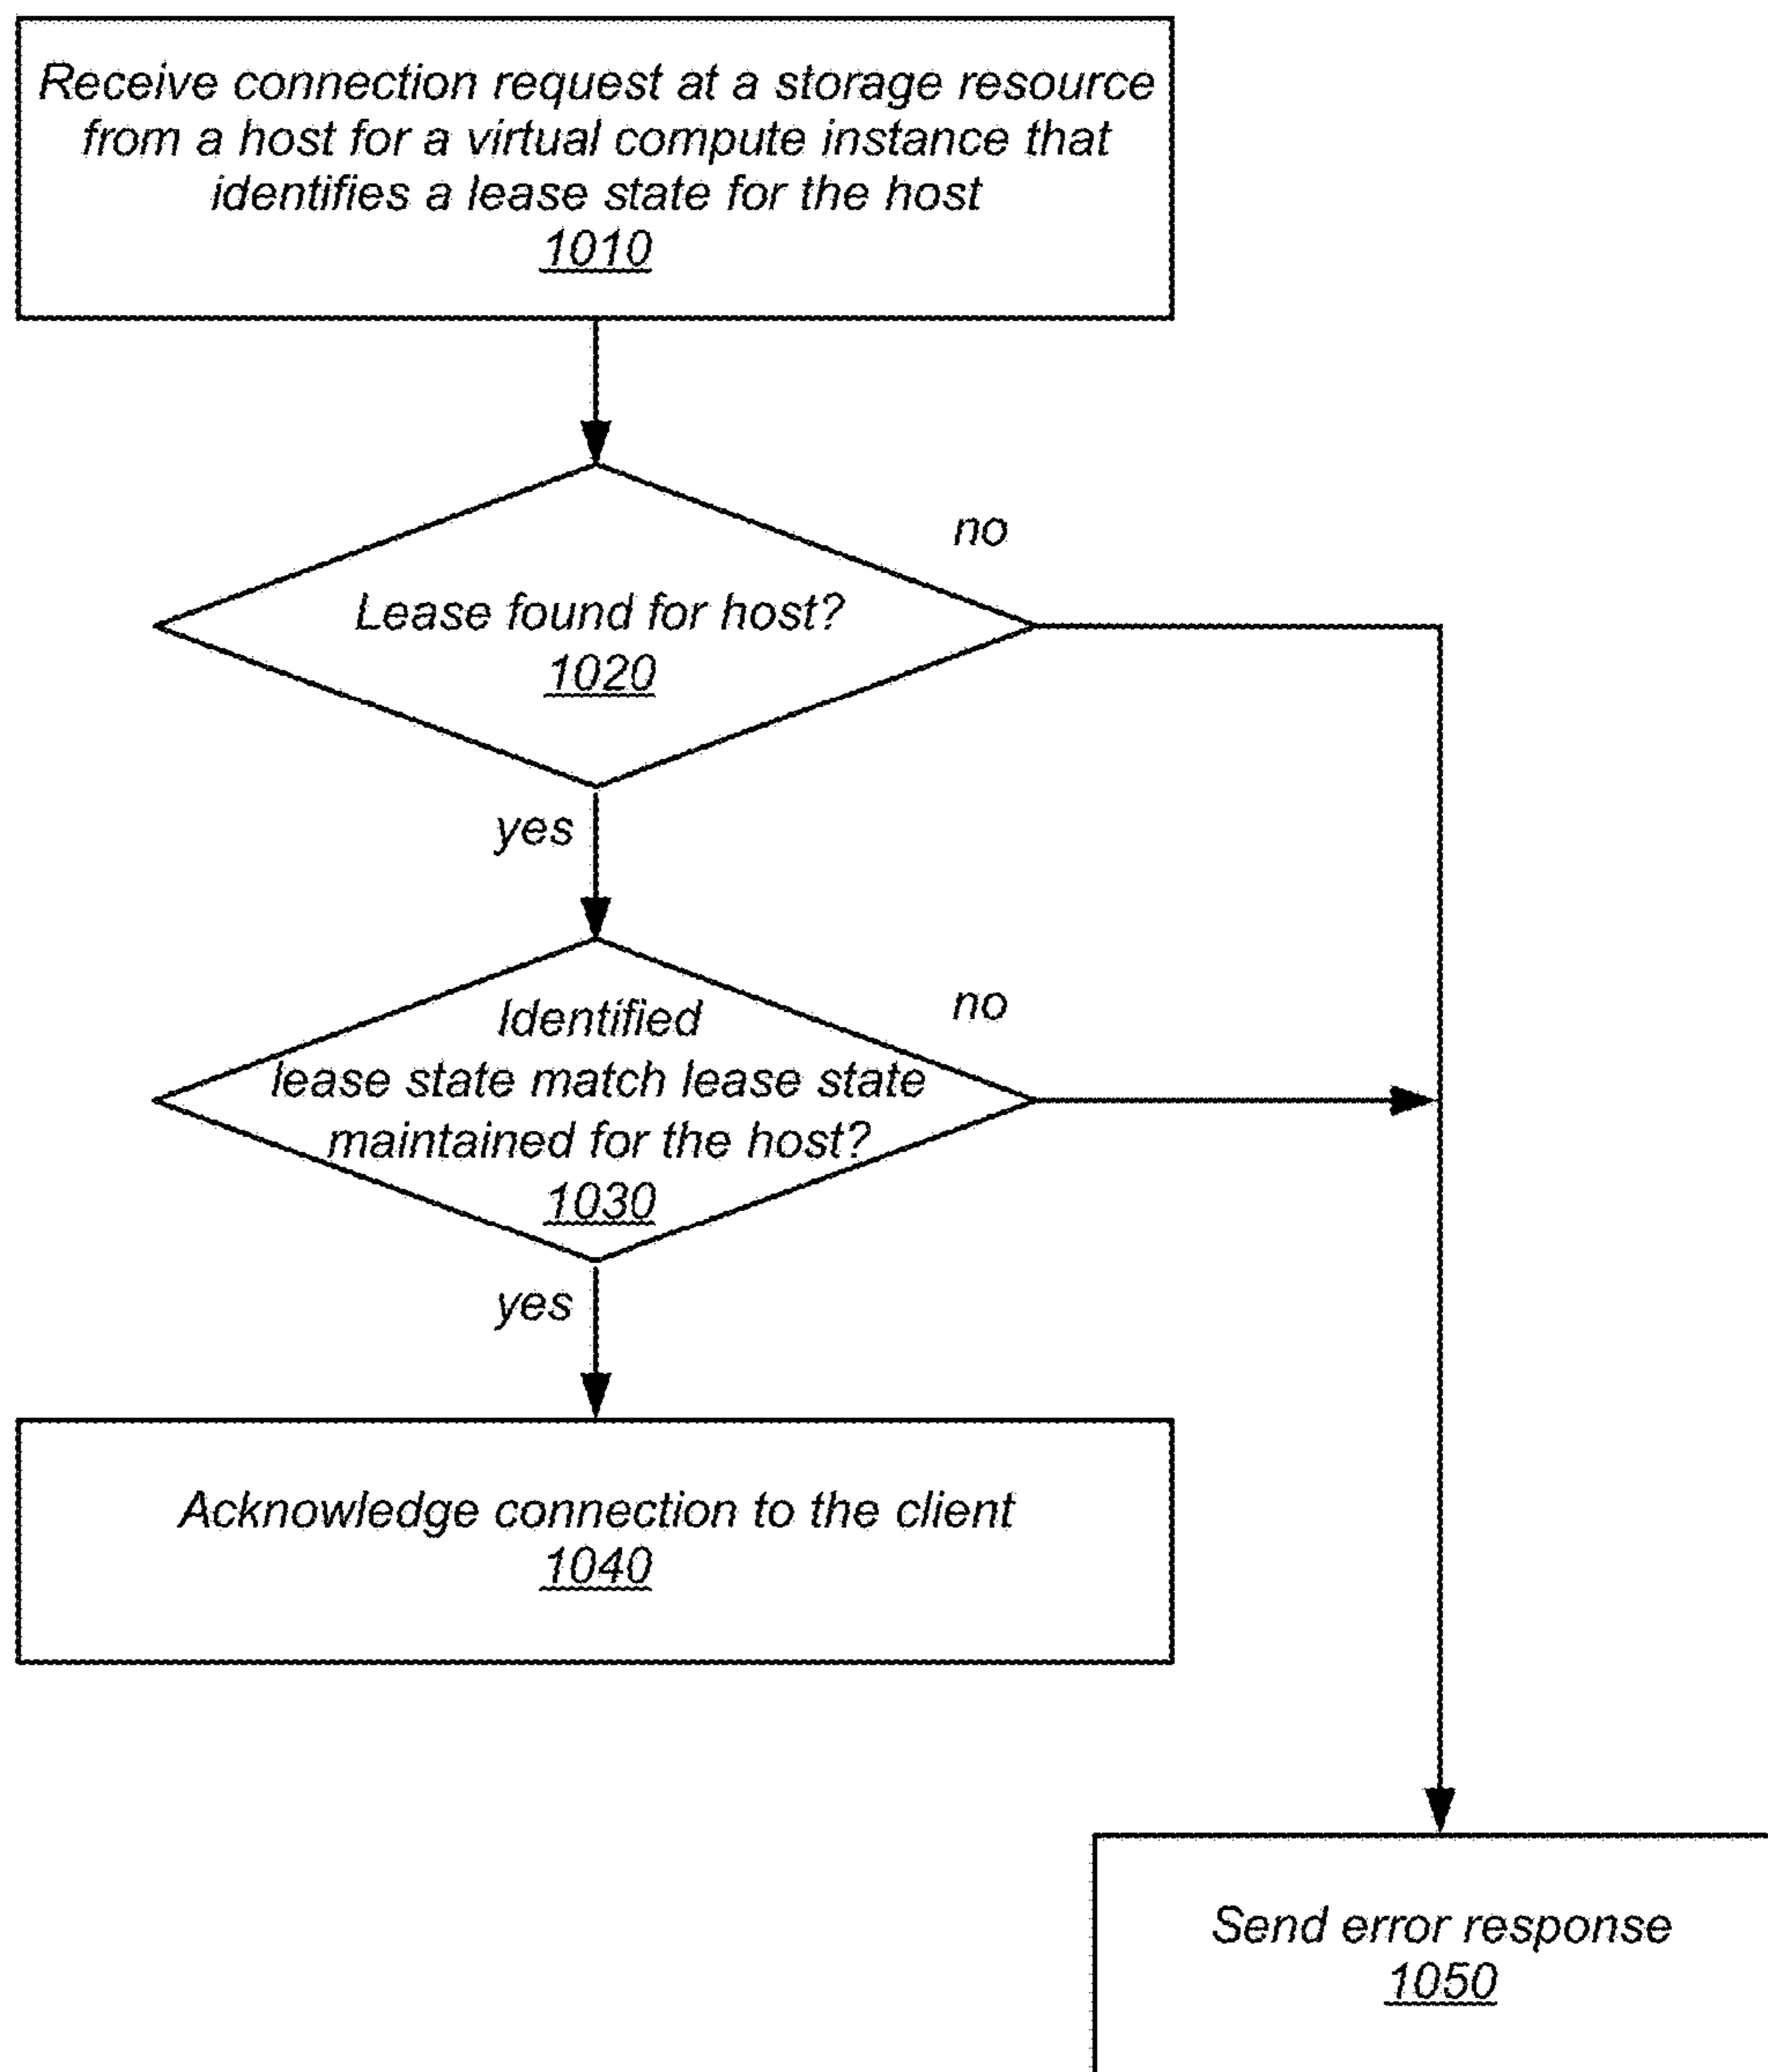 Receive connection request at a storage resource
from a host for a virtual compute instance that
identifies a lease state for the host
1010
no
Lease found for host?
1020
yes
no
Identified
lease state match lease state
maintained for the host?
1030
yes
Acknowledge connection to the client
1040
Send error response
1050